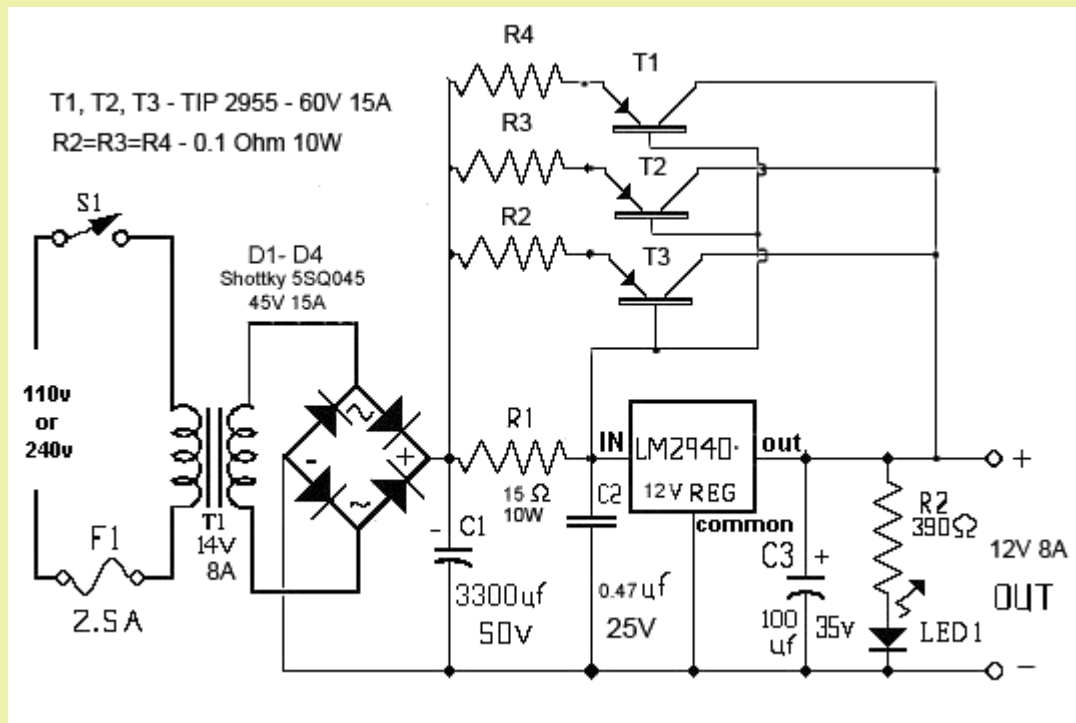 R4
T1
T1, T2, T3 - TIP 2955 - 60V 15A
R3
R2=R3=R4 - 0.1 Ohm 10W
T2
S1
R2
T3
D1- D4
Shottky 5SQ045
45V 15A
110v
or
240v
R1
IN
LM2940-
out
+
- +
12V REG
R2
15 Ω
10W
C2
common
390Ω
F1
T1
14V
8A
- C1
C3 +
12V 8A
3300uf
50V
0.47uf
25V
OUT
2.5A
100
uf
35v
LED1
-